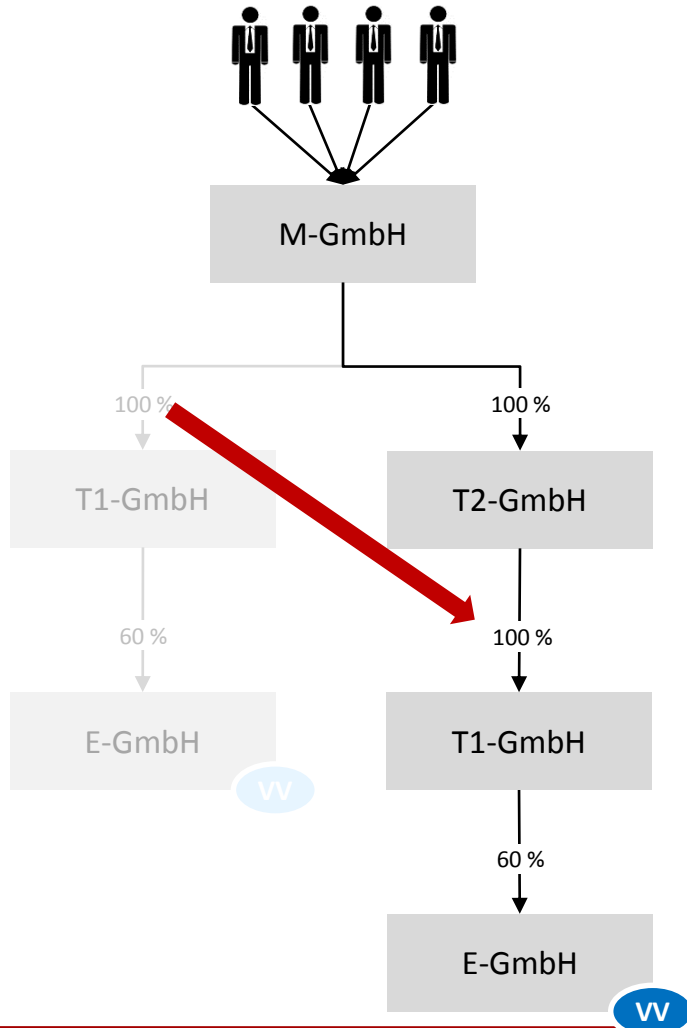 M-GmbH
100 %
100 %
T1-GmbH
T2-GmbH
60 %
100 %
E-GmbH
T1-GmbH
VV
60 %
E-GmbH
VV